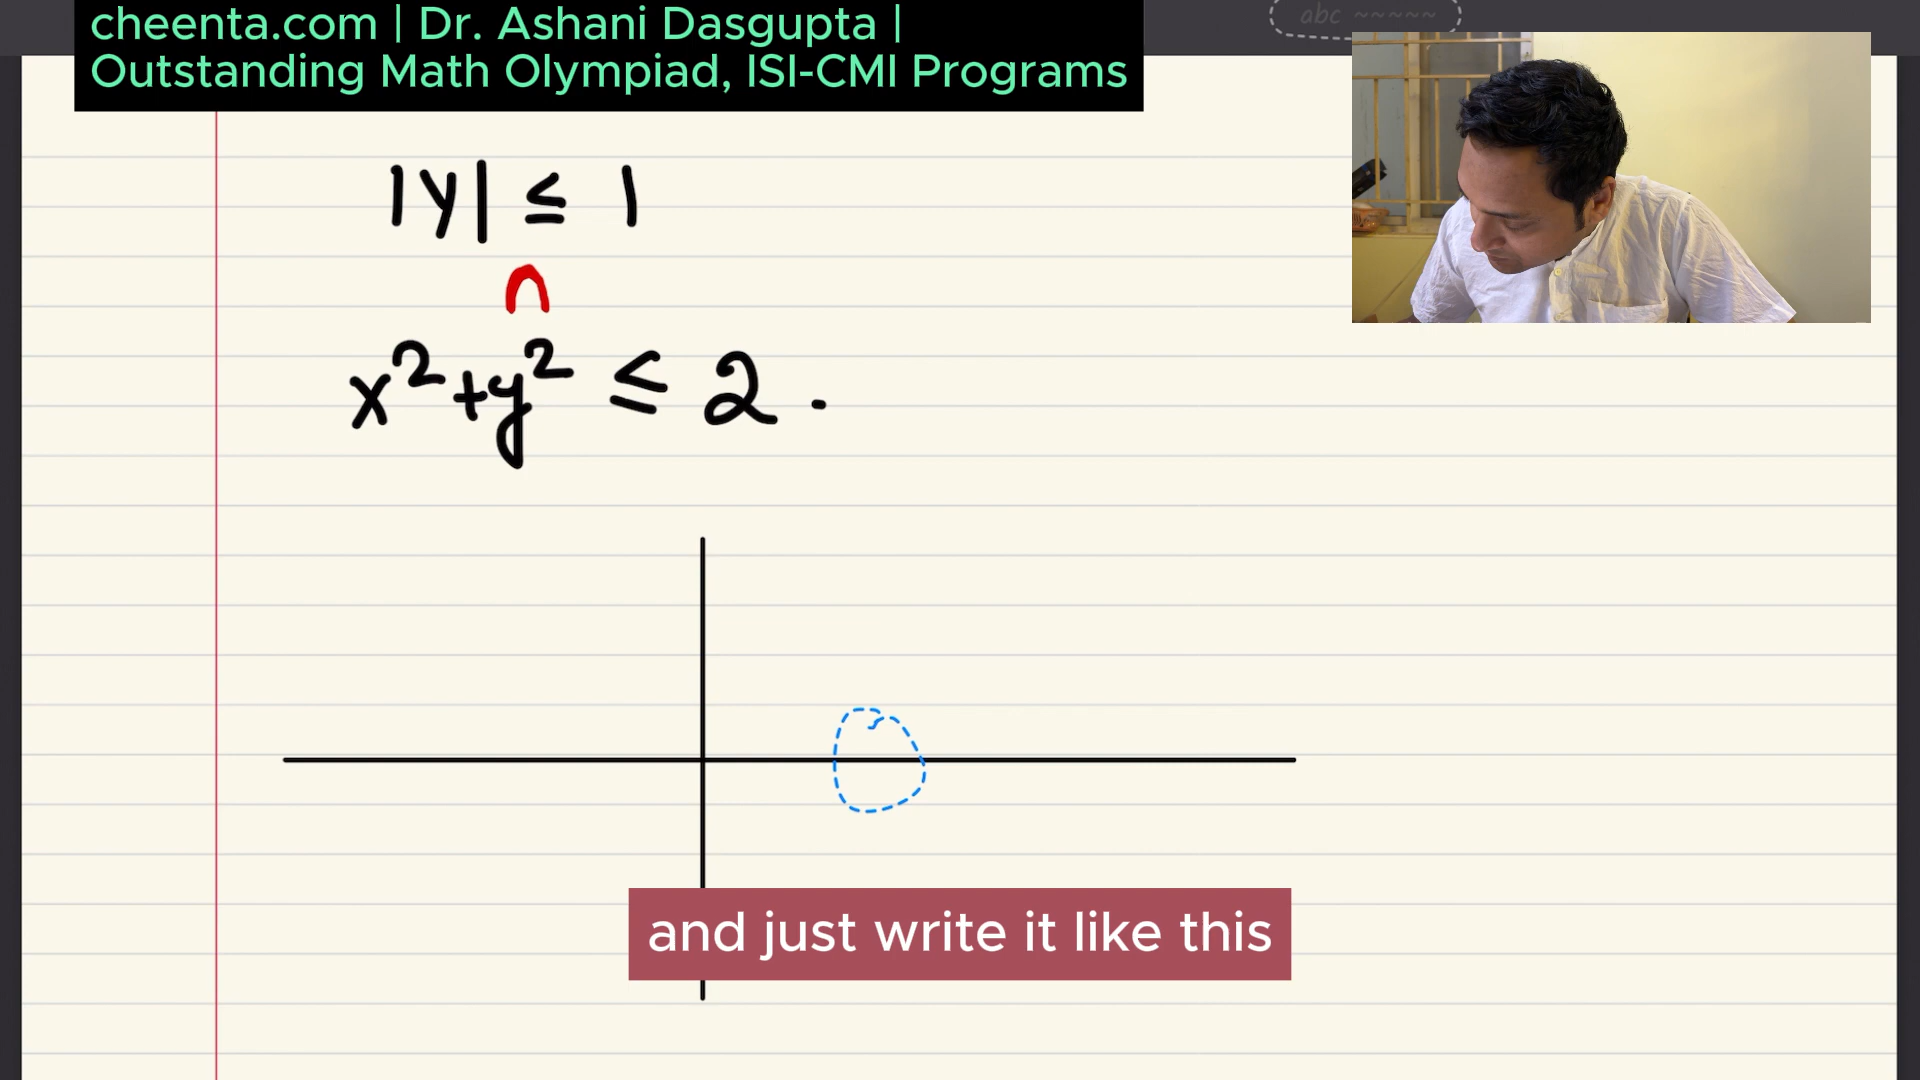 cheenta.com | Dr. Ashani Dasgupta |
Outstanding Math Olympiad, ISI-CMI Programs
abc
|y| ≤ 1
∩
x²+y² ≤ 2.
and just write it like this